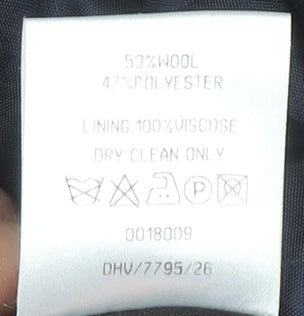 53%WOOL
47%POLYESTER
LINING:100%VISCOSE
DRY CLEAN ONLY
P
0018009
DHV/7795/26